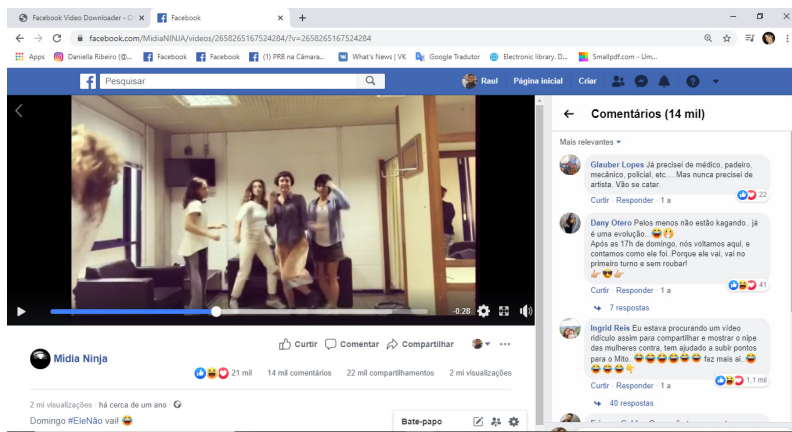 Facebook Video Downloader - O
Facebook
facebook.com/MidiaNINJA/videos/2658265167524284/?v=2658265167524284
Apps
Daniella Ribeiro (@...
Facebook
Facebook
(1) PRB na Câmara...
What's News | VK
Google Tradutor
Electronic library. D...
Smallpdf.com - Um...
Pesquisar
Raul
Página inicial
Criar
-0:28
Curtir
Comentar
Compartilhar
Mídia Ninja
21 mil
14 mil comentários
22 mil compartilhamentos
2 mi visualizações
2 mi visualizações · há cerca de um ano ·
Domingo #EleNão vai! 😂
Bate-papo
Comentários (14 mil)
Mais relevantes
Glauber Lopes Já precisei de médico, padeiro,
mecânico, policial, etc.... Mas nunca precisei de
artista. Vão se catar.
22
Curtir · Responder · 1 a
Dany Otero Pelos menos não estão kagando.. já
é uma evolução...
Após as 17h de domingo, nós voltamos aqui, e
contamos como ele foi..Porque ele vai, vai no
primeiro turno e sem roubar!
41
Curtir · Responder · 1 a
7 respostas
Ingrid Reis Eu estava procurando um vídeo
ridículo assim para compartilhar e mostrar o nipe
das mulheres contra, tem ajudado a subir pontos
para o Mito..😂😂😂😂😂😂 faz mais ai. 😂
😂😂😂👇
1,1 mil
Curtir · Responder · 1 a
40 respostas